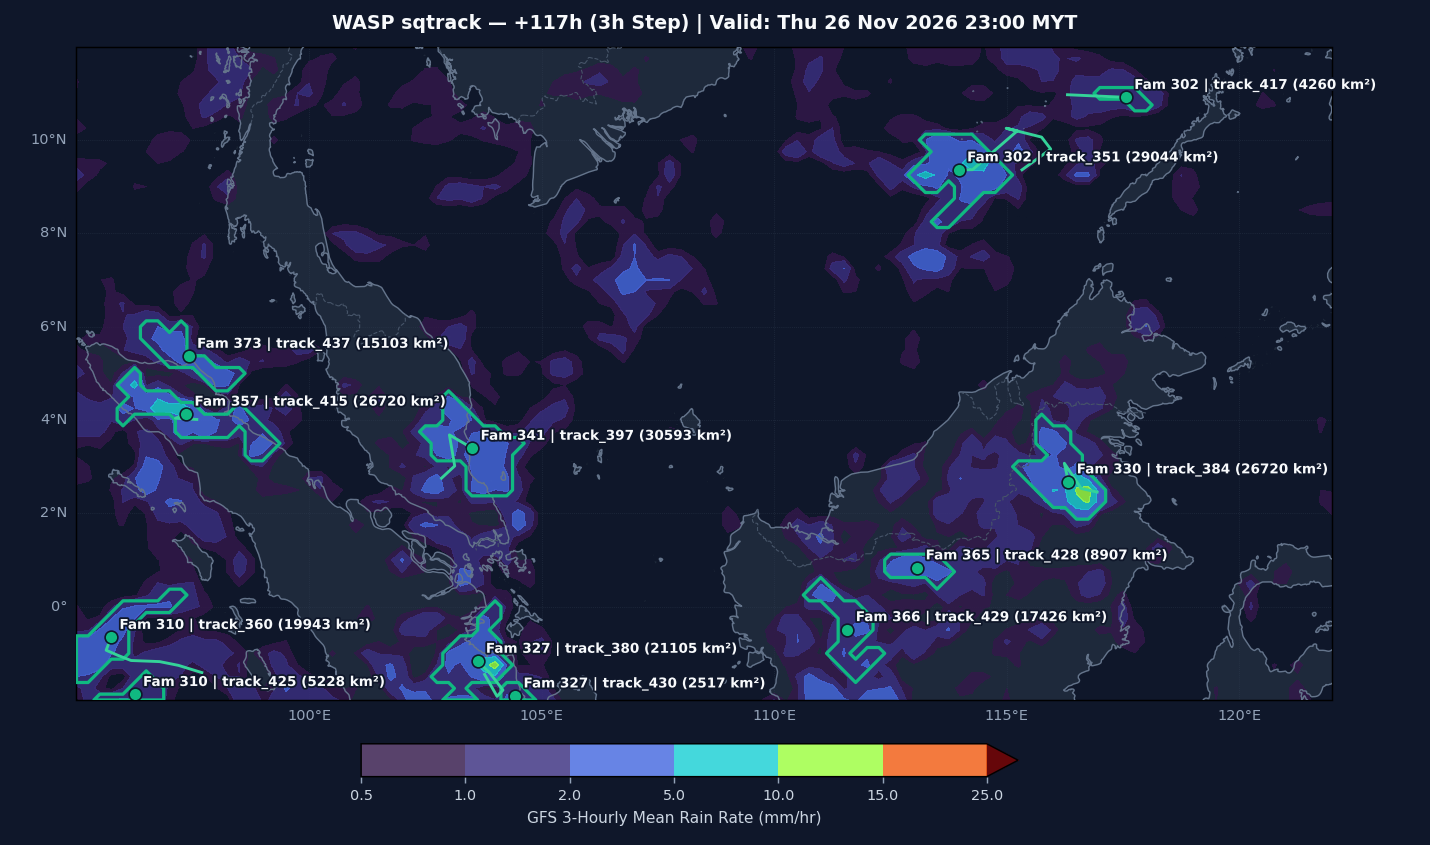 WASP sqtrack — +117h (3h Step) | Valid: Thu 26 Nov 2026 23:00 MYT
Fam 302 | track_417 (4260 km²)
10°N
Fam 302 | track_351 (29044 km²)
8°N
6°N
Fam 373 | track_437 (15103 km²)
Fam 357 | track_415 (26720 km²)
4°N
Fam 341 | track_397 (30593 km²)
Fam 330 | track_384 (26720 km²)
2°N
Fam 365 | track_428 (8907 km²)
0°
Fam 366 | track_429 (17426 km²)
Fam 310 | track_360 (19943 km²)
Fam 327 | track_380 (21105 km²)
Fam 310 | track_425 (5228 km²)
Fam 327 | track_430 (2517 km²)
100°E 105°E 110°E 115°E 120°E
0.5 1.0 2.0 5.0 10.0 15.0 25.0
GFS 3-Hourly Mean Rain Rate (mm/hr)